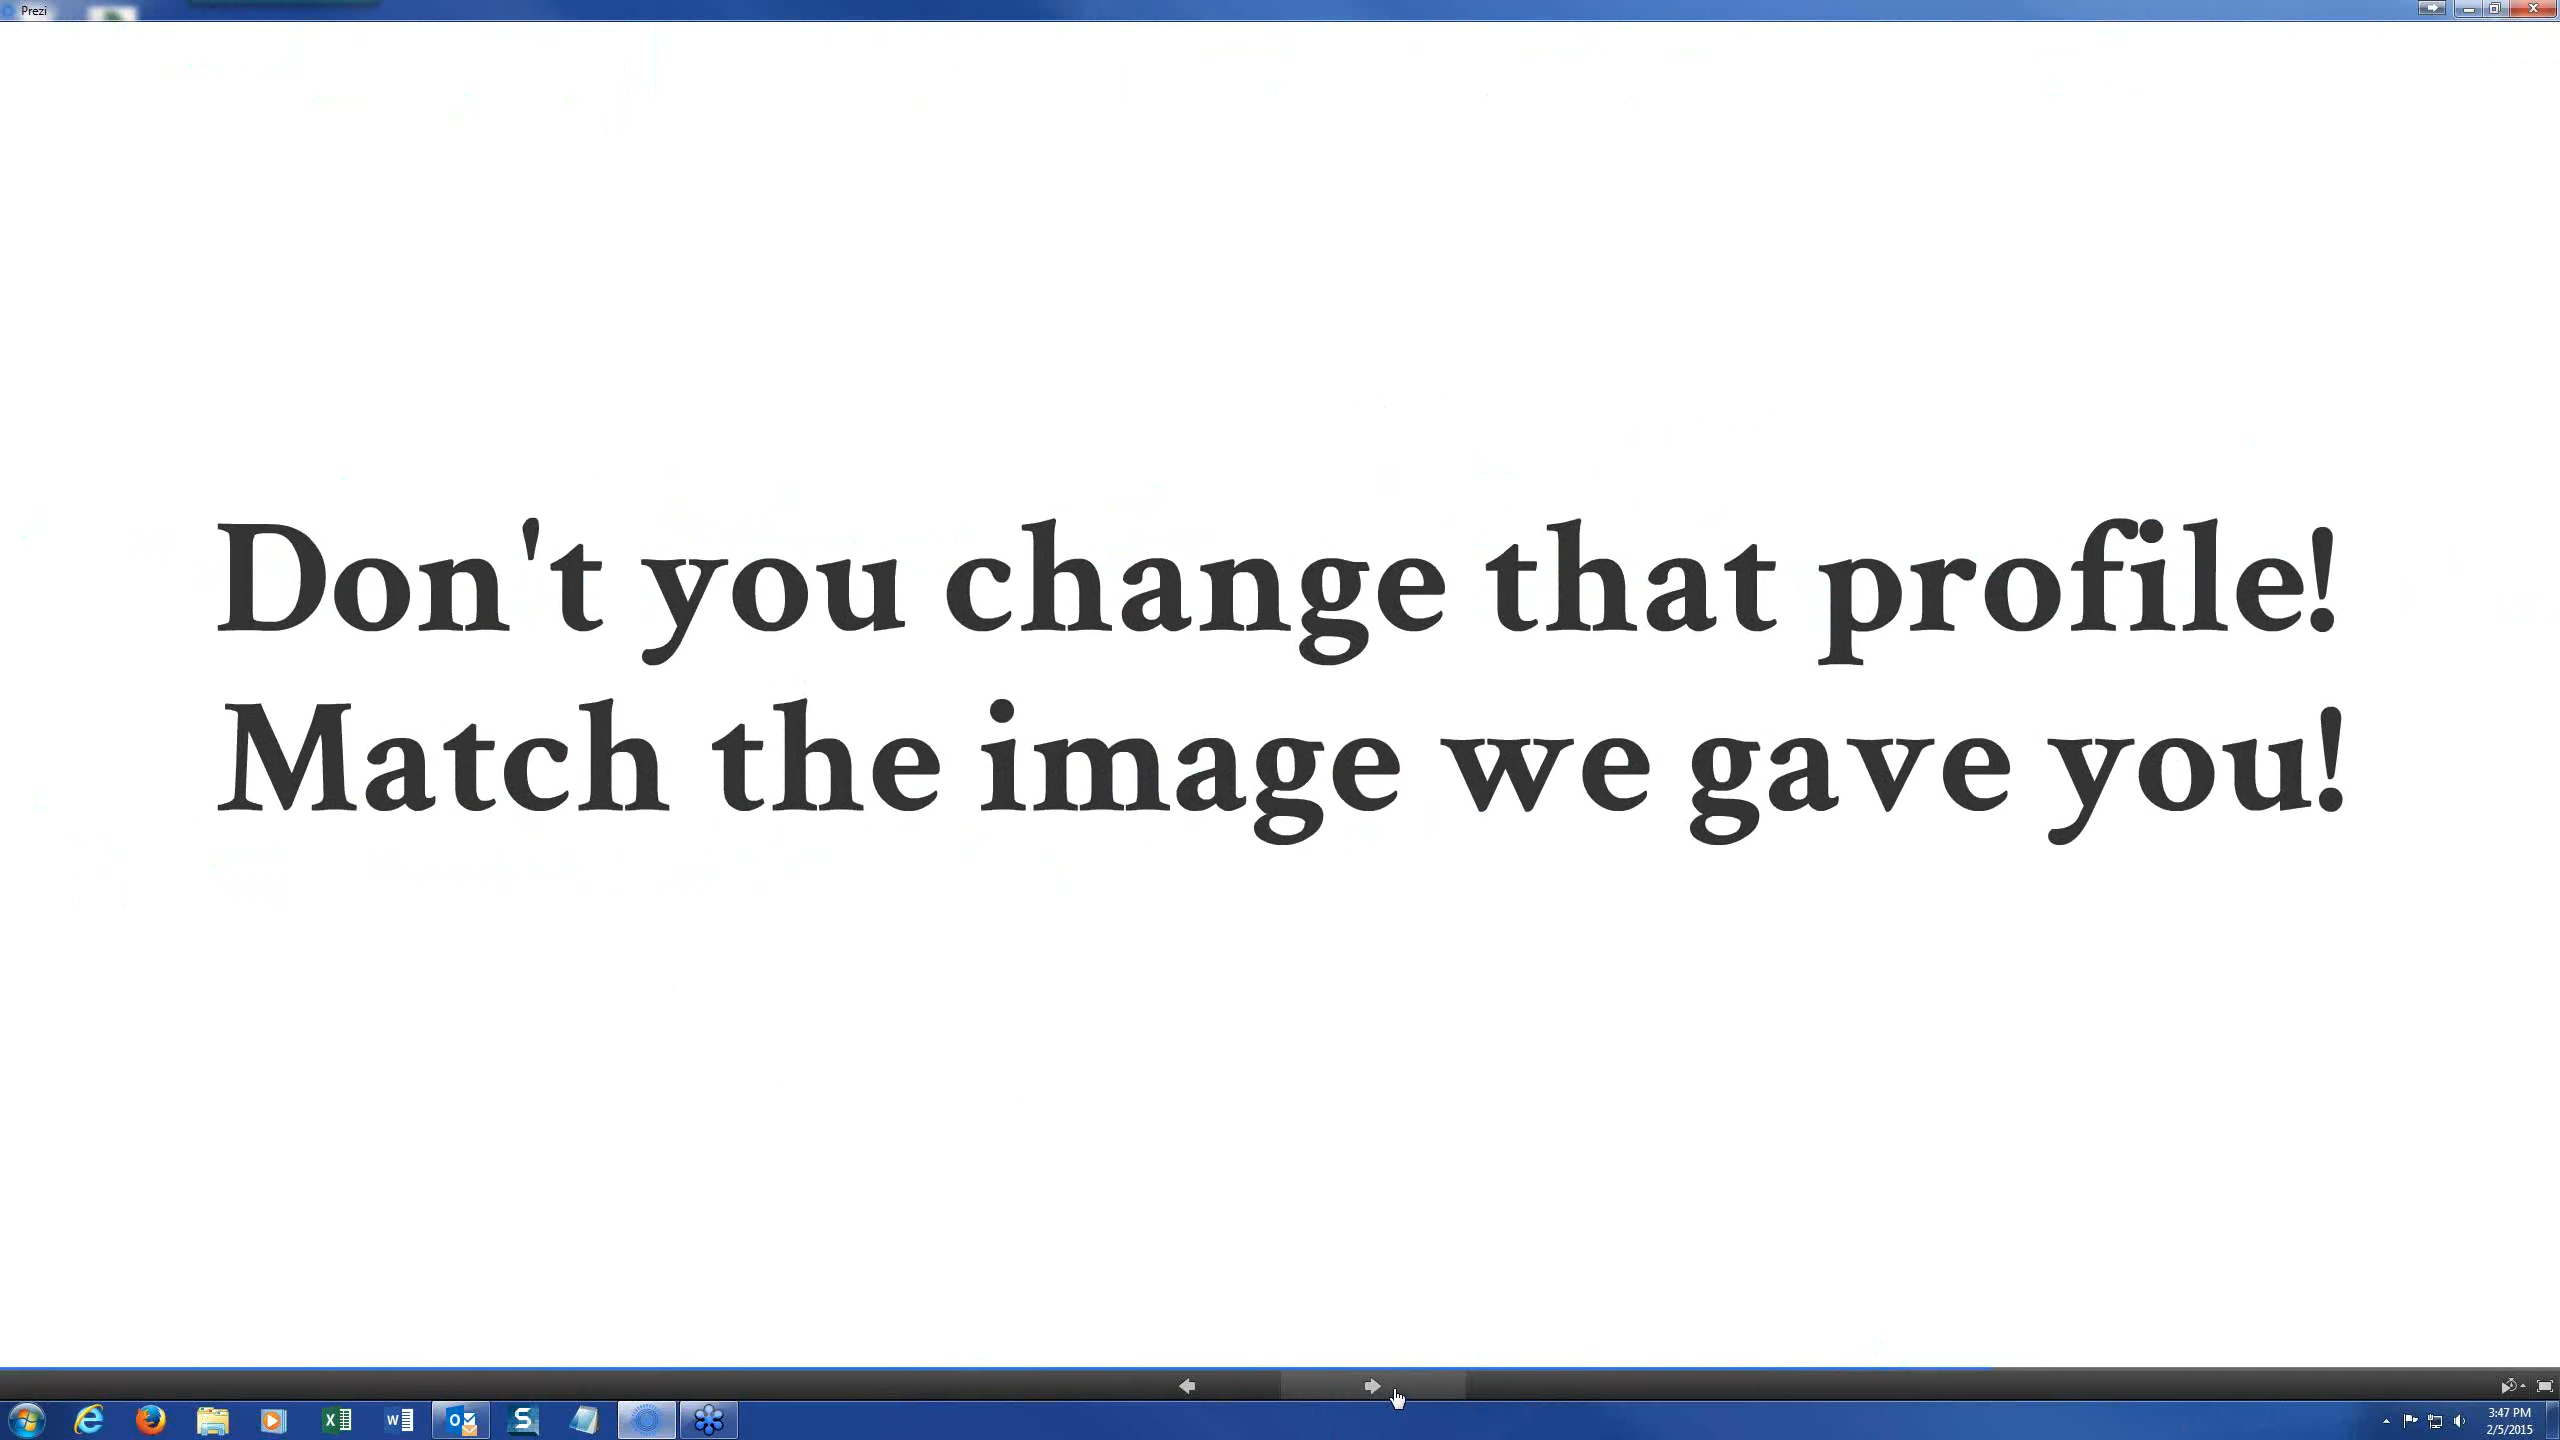 Prezi
Don't you change that profile!
Match the image we gave you!
3:47 PM
2/5/2015